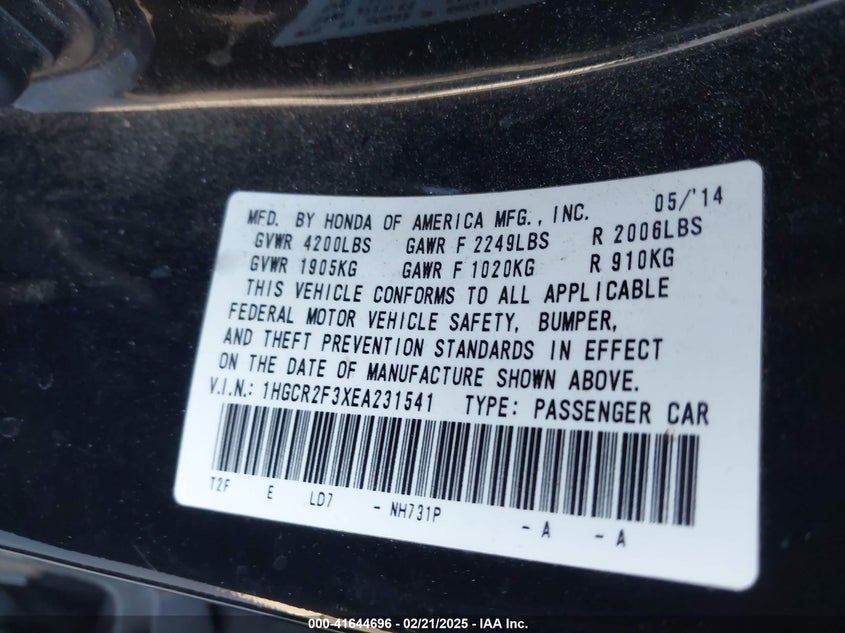 MFD. BY HONDA OF AMERICA MFG., INC. 05/'14
GVWR 4200LBS GAWR F 2249LBS R 2006LBS
GVWR 1905KG GAWR F 1020KG R 910KG
THIS VEHICLE CONFORMS TO ALL APPLICABLE
FEDERAL MOTOR VEHICLE SAFETY, BUMPER,
AND THEFT PREVENTION STANDARDS IN EFFECT
ON THE DATE OF MANUFACTURE SHOWN ABOVE.
V.I.N.: 1HGCR2F3XEA231541 TYPE: PASSENGER CAR
T2F E LD7 - NH731P - A - A
000-41644696 - 02/21/2025 - IAA Inc.